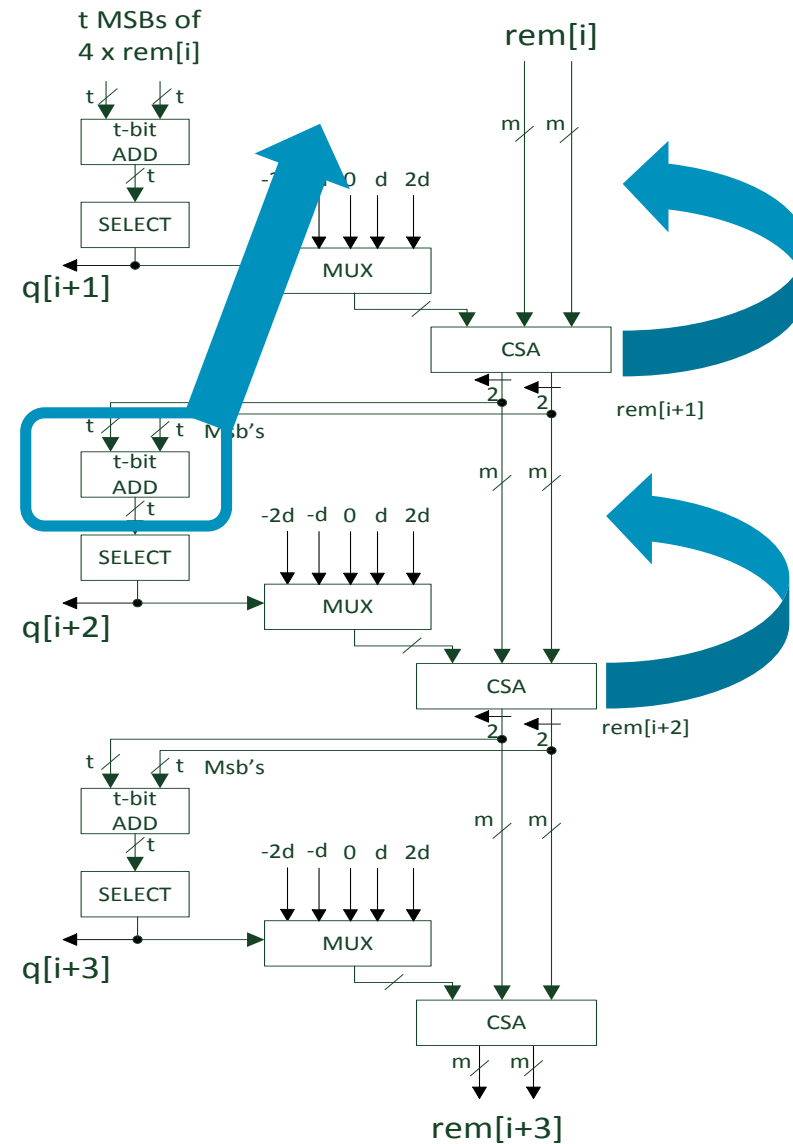 t MSBs of
4 x rem[i]
rem[i]
t
t
m
m
t-bit
ADD
t
0
d
2d
SELECT
MUX
q[i+1]
CSA
2
2
rem[i+1]
t
t
Msb's
t-bit
ADD
m
m
t
-2d
-d
0
d
2d
SELECT
MUX
q[i+2]
CSA
2
2
rem[i+2]
t
t
Msb's
t-bit
ADD
m
m
t
-2d
-d
0
d
2d
SELECT
MUX
q[i+3]
CSA
m
m
rem[i+3]